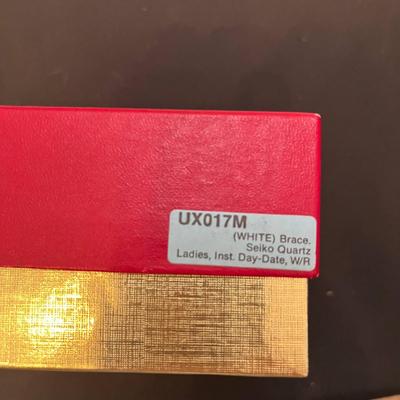 UX017M
(WHITE) Brace.
Seiko Quartz
Ladies, Inst. Day-Date, W/R